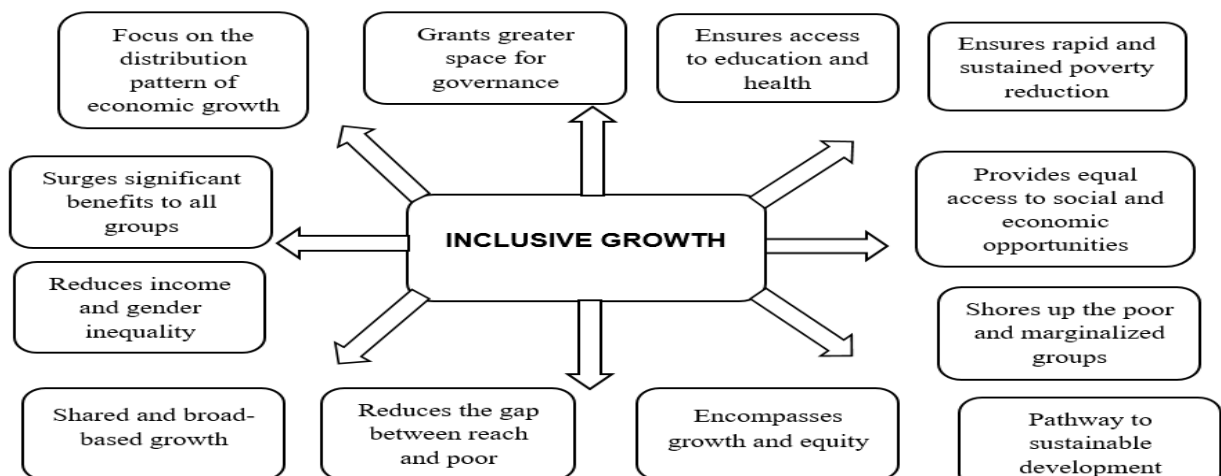 Focus on the
distribution
pattern of
economic growth
Grants greater
space for
governance
Ensures access
to education and
health
Ensures rapid and
sustained poverty
reduction
Surges significant
benefits to all
groups
INCLUSIVE GROWTH
Provides equal
access to social and
economic
opportunities
Reduces income
and gender
inequality
Shores up the poor
and marginalized
groups
Shared and broad-
based growth
Reduces the gap
between reach
and poor
Encompasses
growth and equity
Pathway to
sustainable
development